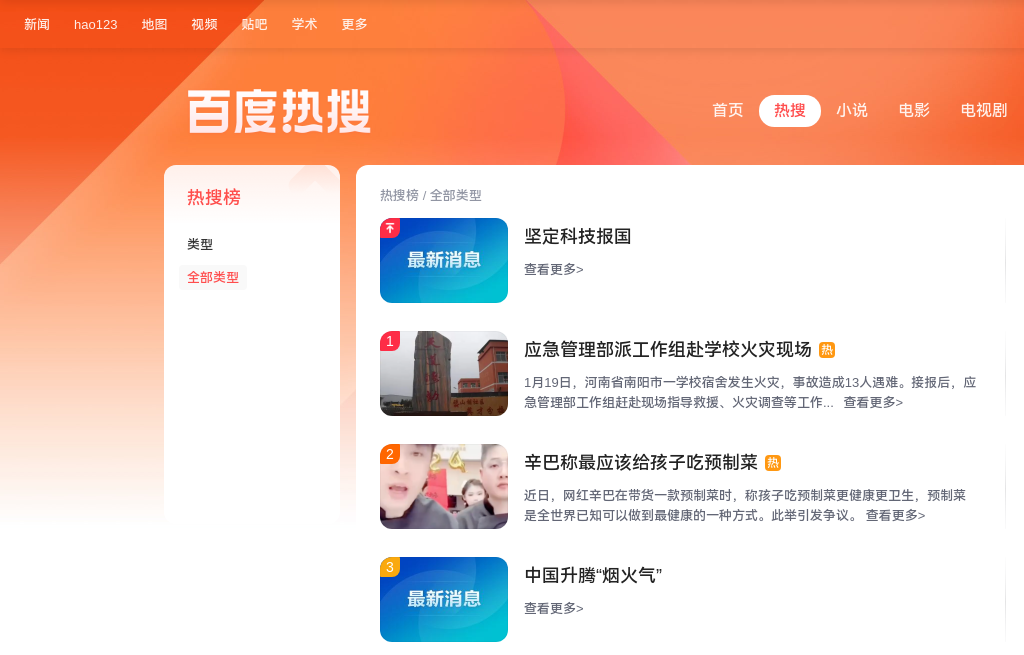 新闻 hao123 地图 视频 贴吧 学术 更多
百度热搜
首页 热搜 小说 电影 电视剧
热搜榜
类型
全部类型
热搜榜 / 全部类型
最新消息
坚定科技报国
查看更多>
1
应急管理部派工作组赴学校火灾现场 热
1月19日，河南省南阳市一学校宿舍发生火灾，事故造成13人遇难。接报后，应
急管理部工作组赶赴现场指导救援、火灾调查等工作... 查看更多>
2
辛巴称最应该给孩子吃预制菜 热
近日，网红辛巴在带货一款预制菜时，称孩子吃预制菜更健康更卫生，预制菜
是全世界已知可以做到最健康的一种方式。此举引发争议。 查看更多>
3
最新消息
中国升腾“烟火气”
查看更多>